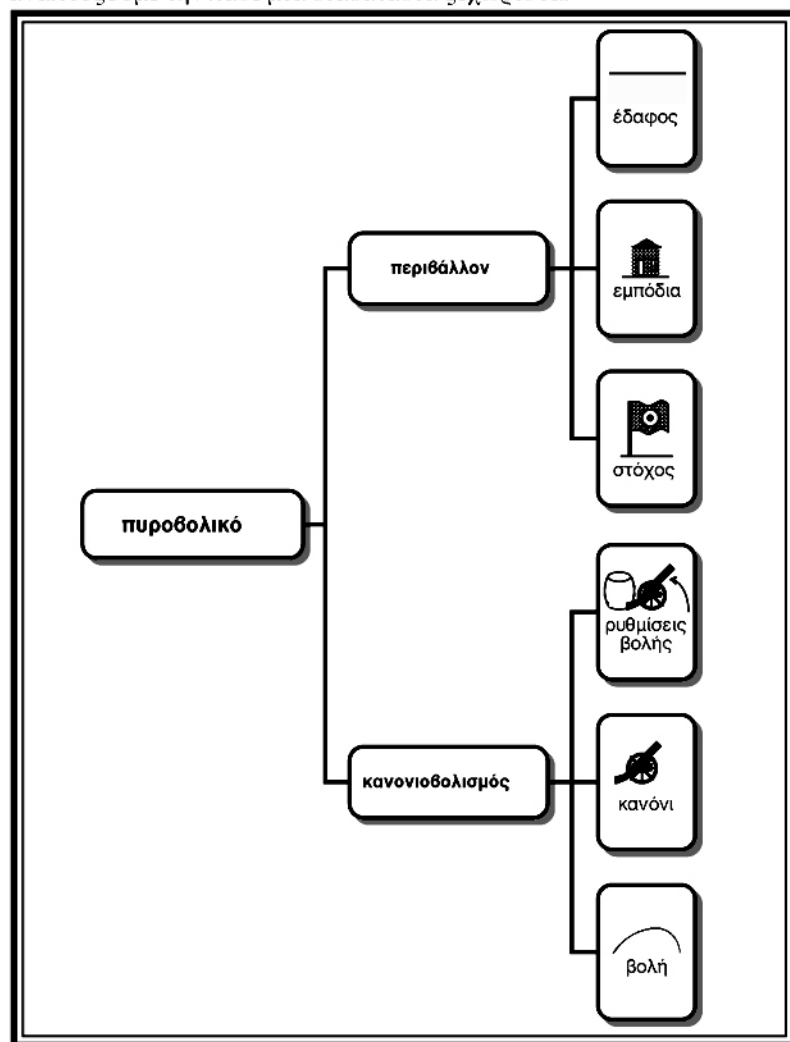 έδαφος
περιβάλλον
εμπόδια
στόχος
πυροβολικό
ρυθμίσεις
βολής
κανονιοβολισμός
κανόνι
βολή